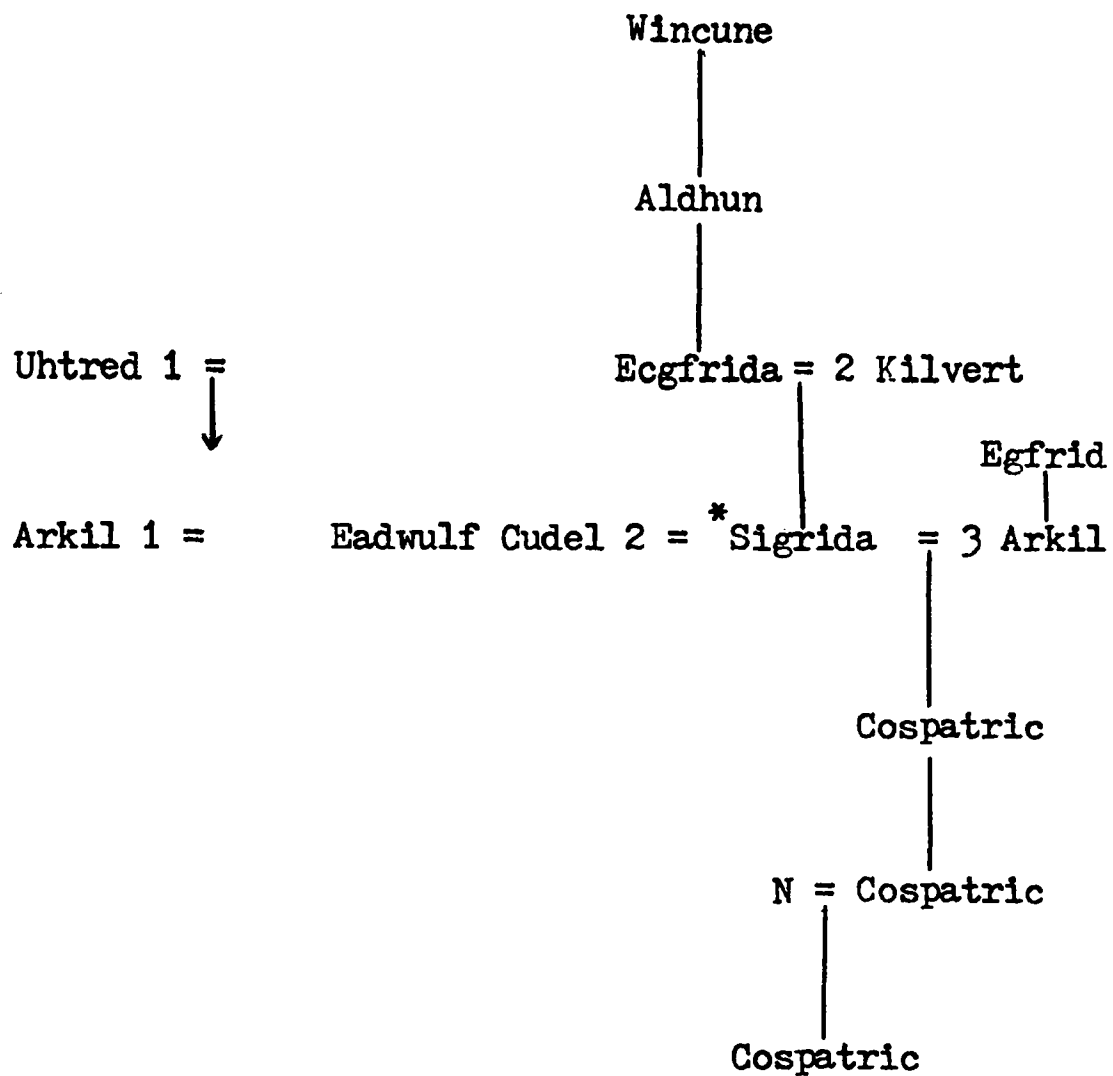 Wincune
Aldhun
Uhtred 1 = Ecgfrida = 2 Kilvert
Egfrid
Arkil 1 = Eadwulf Cudel 2 = *Sigrida = 3 Arkil
Cospatric
N = Cospatric
Cospatric